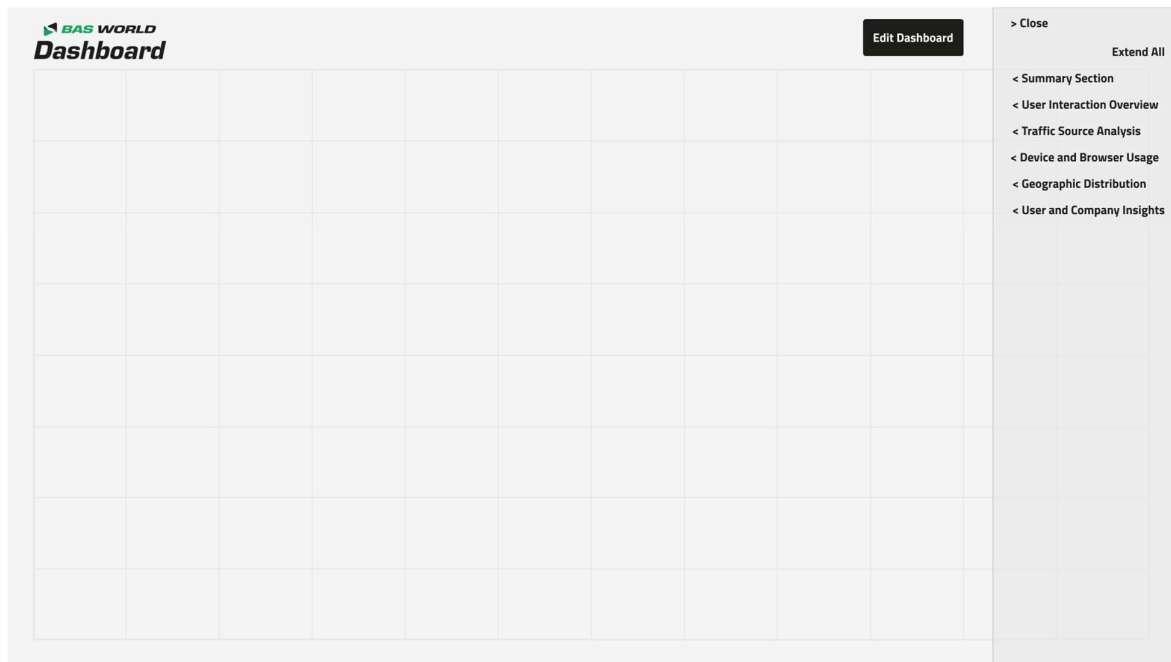 BAS WORLD
Dashboard
Edit Dashboard
> Close
Extend All
< Summary Section
< User Interaction Overview
< Traffic Source Analysis
< Device and Browser Usage
< Geographic Distribution
< User and Company Insights